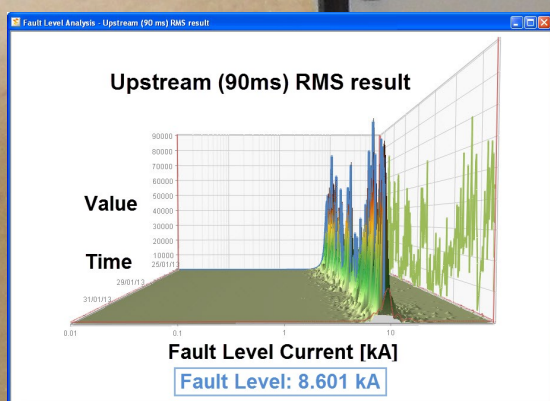 Fault Level Analysis - Upstream (90 ms) RMS result
Upstream (90ms) RMS result
90000
80000
70000
60000
50000
40000
30000
20000
10000
Value
Time
25/01/13
29/01/13
31/01/13
0.01
0.1
1
10
Fault Level Current [kA]
Fault Level: 8.601 kA